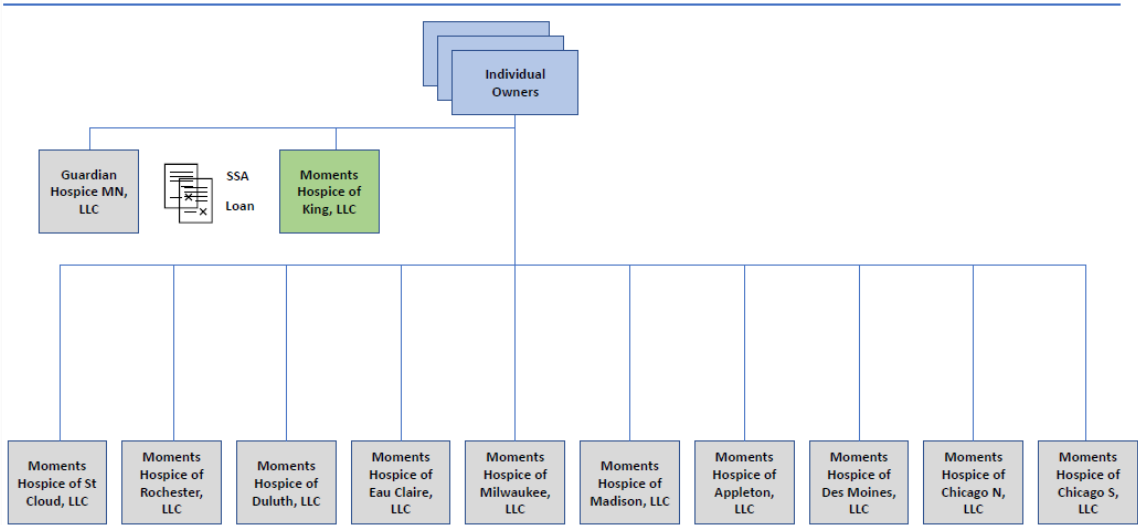 Individual
Owners
Guardian
Hospice MN,
LLC
SSA
Loan
Moments
Hospice of
King, LLC
Moments
Hospice of St
Cloud, LLC
Moments
Hospice of
Rochester,
LLC
Moments
Hospice of
Duluth, LLC
Moments
Hospice of
Eau Claire,
LLC
Moments
Hospice of
Milwaukee,
LLC
Moments
Hospice of
Madison, LLC
Moments
Hospice of
Appleton,
LLC
Moments
Hospice of
Des Moines,
LLC
Moments
Hospice of
Chicago N,
LLC
Moments
Hospice of
Chicago S,
LLC